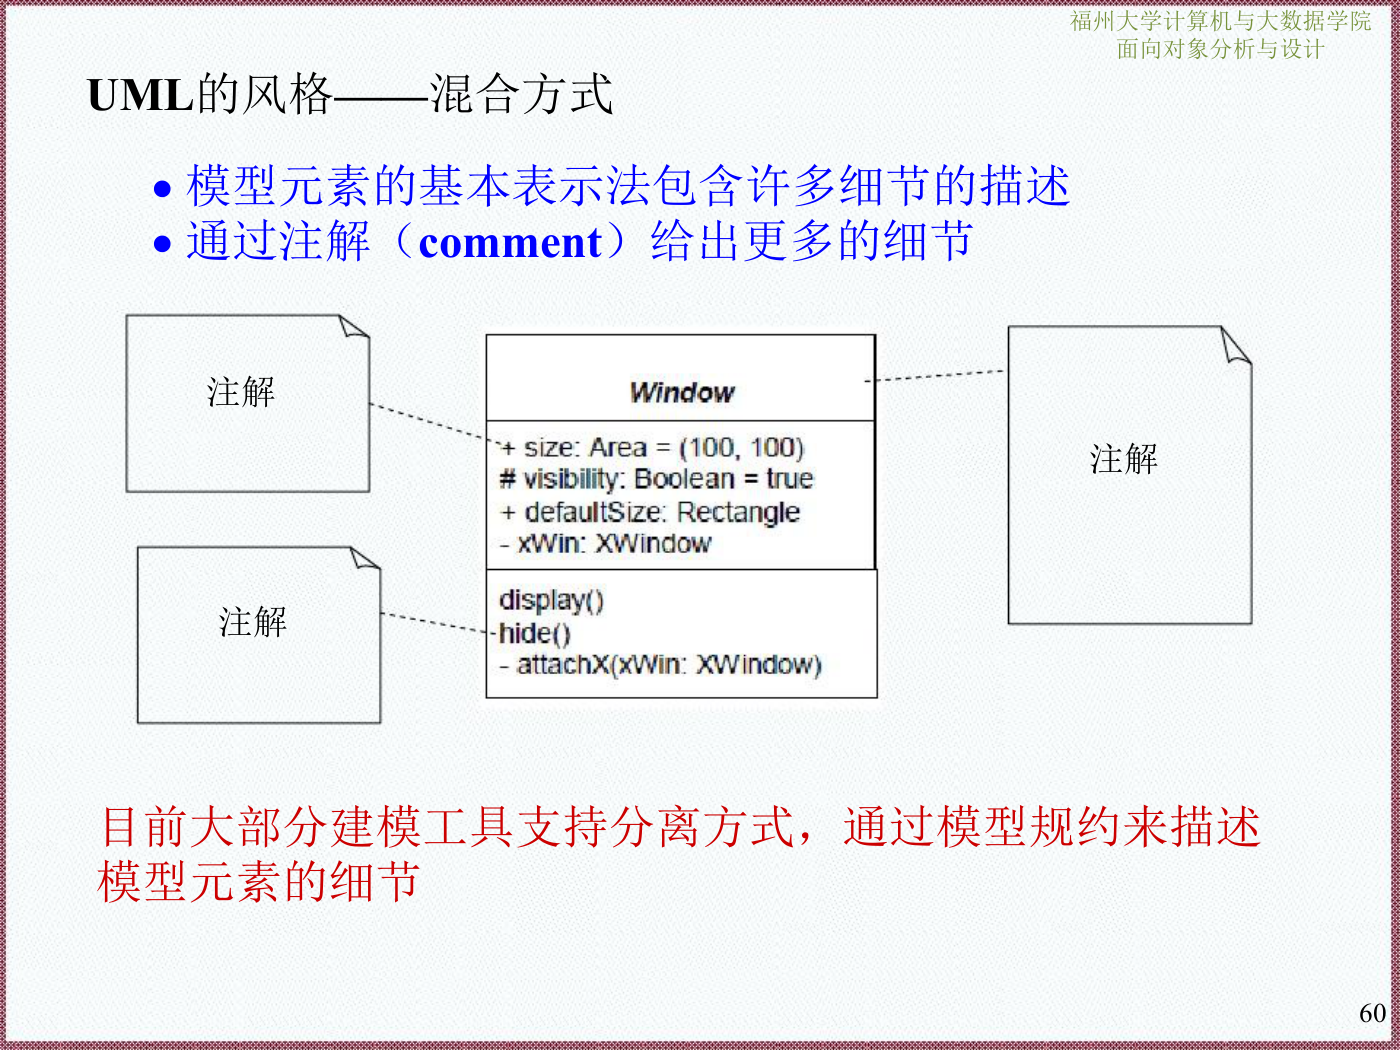 福州大学计算机与大数据学院
面向对象分析与设计
UML的风格——混合方式
● 模型元素的基本表示法包含许多细节的描述
● 通过注解（comment）给出更多的细节
注解
Window
+ size: Area = (100, 100)
# visibility: Boolean = true
+ defaultSize: Rectangle
- xWin: XWindow
display()
hide()
- attachX(xWin: XWindow)
注解
注解
目前大部分建模工具支持分离方式，通过模型规约来描述
模型元素的细节
60